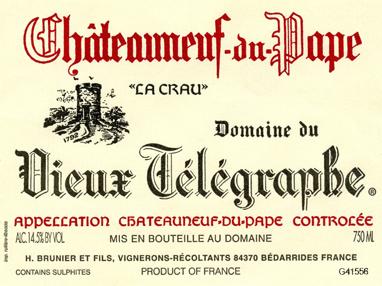 Châteauneuf-du-Pape
"LA CRAU"
1792
Domaine du
Vieux Télégraphe®
APPELLATION CHATEAUNEUF-DU-PAPE CONTROLÉE
ALC. 14.5% BY VOL MIS EN BOUTEILLE AU DOMAINE 750 ML
H. BRUNIER ET FILS, VIGNERONS-RÉCOLTANTS 84370 BÉDARRIDES FRANCE
CONTAINS SULPHITES PRODUCT OF FRANCE G41556